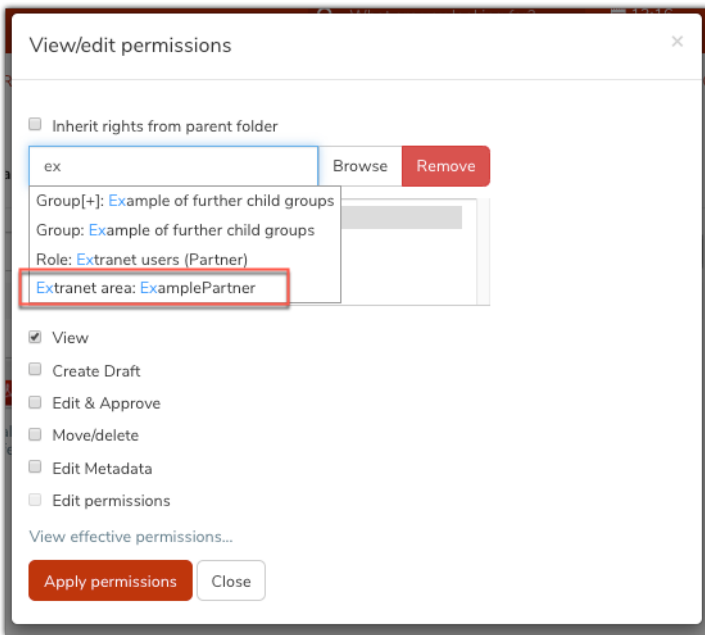 View/edit permissions
×
Inherit rights from parent folder
ex Browse Remove
Group[+]: Example of further child groups
Group: Example of further child groups
Role: Extranet users (Partner)
Extranet area: ExamplePartner
View
Create Draft
Edit & Approve
Move/delete
Edit Metadata
Edit permissions
View effective permissions...
Apply permissions Close